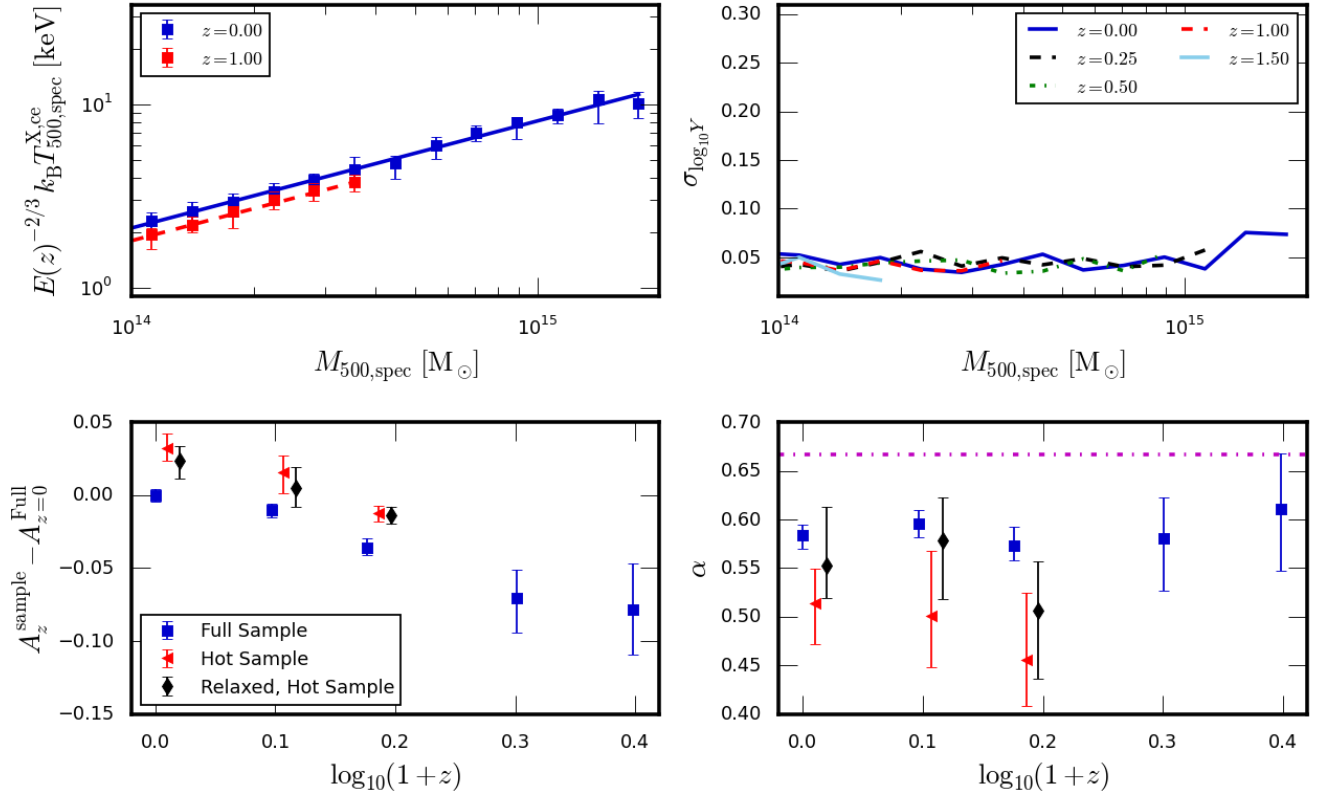 E(z)^{-2/3} k_B T^{X,ce}_{500,spec} [keV]
10^1
10^0
z=0.00
z=1.00
10^14
10^15
M_{500,spec} [M_⊙]
σ_{log_{10} Y}
0.30
0.25
0.20
0.15
0.10
0.05
z=0.00
z=0.25
z=0.50
z=1.00
z=1.50
10^14
10^15
M_{500,spec} [M_⊙]
A_z^{sample} − A_{z=0}^{Full}
0.05
0.00
−0.05
−0.10
−0.15
Full Sample
Hot Sample
Relaxed, Hot Sample
0.0
0.1
0.2
0.3
0.4
log_{10}(1+z)
α
0.70
0.65
0.60
0.55
0.50
0.45
0.40
0.0
0.1
0.2
0.3
0.4
log_{10}(1+z)